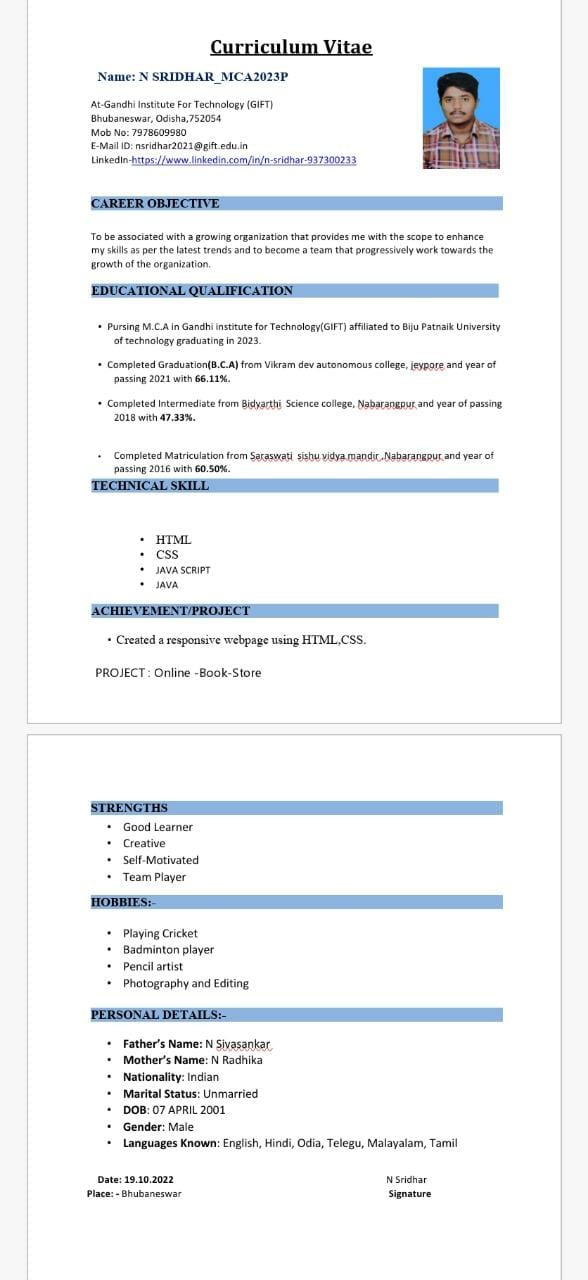 Curriculum Vitae
Name: N SRIDHAR_MCA2023P
At-Gandhi Institute For Technology (GIFT)
Bhubaneswar, Odisha,752054
Mob No: 7978609980
E-Mail ID: nsridhar2021@gift.edu.in
LinkedIn-https://www.linkedin.com/in/n-sridhar-937300233
CAREER OBJECTIVE
To be associated with a growing organization that provides me with the scope to enhance
my skills as per the latest trends and to become a team that progressively work towards the
growth of the organization.
EDUCATIONAL QUALIFICATION
• Pursing M.C.A in Gandhi institute for Technology(GIFT) affiliated to Biju Patnaik University
of technology graduating in 2023.
• Completed Graduation(B.C.A) from Vikram dev autonomous college, jeypore and year of
passing 2021 with 66.11%.
• Completed Intermediate from Bidyarthi Science college, Nabarangpur and year of passing
2018 with 47.33%.
• Completed Matriculation from Saraswati sishu vidya mandir ,Nabarangpur and year of
passing 2016 with 60.50%.
TECHNICAL SKILL
• HTML
• CSS
• JAVA SCRIPT
• JAVA
ACHIEVEMENT/PROJECT
• Created a responsive webpage using HTML,CSS.
PROJECT : Online -Book-Store
STRENGTHS
• Good Learner
• Creative
• Self-Motivated
• Team Player
HOBBIES:-
• Playing Cricket
• Badminton player
• Pencil artist
• Photography and Editing
PERSONAL DETAILS:-
• Father's Name: N Sivasankar
• Mother's Name: N Radhika
• Nationality: Indian
• Marital Status: Unmarried
• DOB: 07 APRIL 2001
• Gender: Male
• Languages Known: English, Hindi, Odia, Telegu, Malayalam, Tamil
Date: 19.10.2022 N Sridhar
Place: - Bhubaneswar Signature